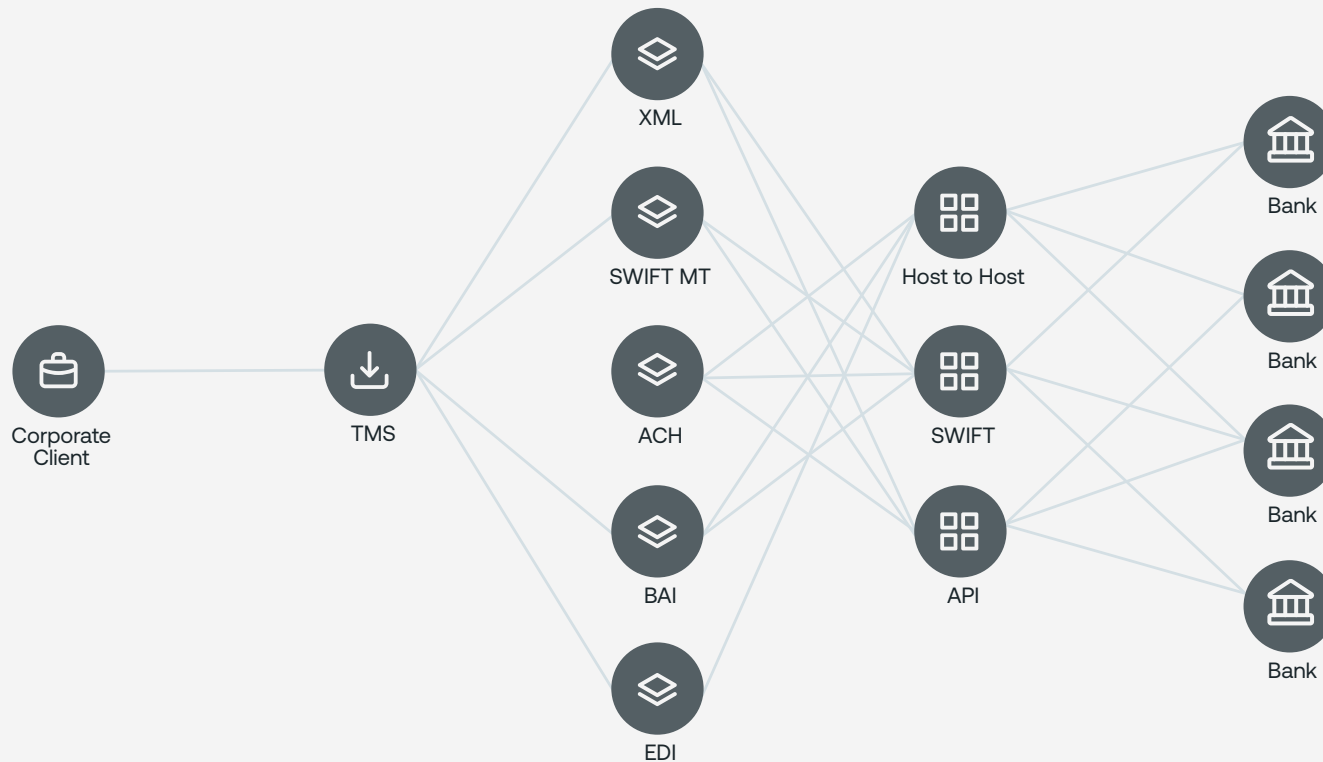 Corporate
Client
TMS
XML
SWIFT MT
ACH
BAI
EDI
Host to Host
SWIFT
API
Bank
Bank
Bank
Bank